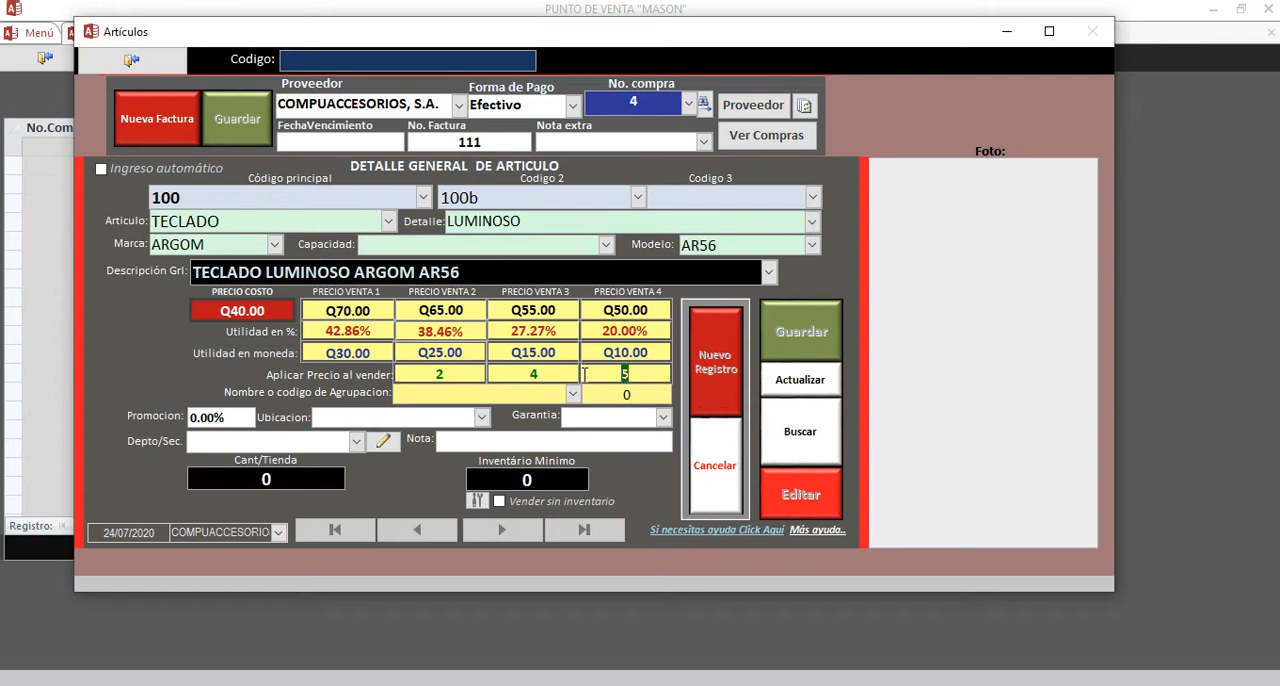 PUNTO DE VENTA "MASON"
Menú
Artículos
Codigo:
Proveedor
Forma de Pago
No. compra
Nueva Factura
Guardar
COMPUACCESORIOS, S.A.
Efectivo
4
Proveedor
FechaVencimiento
No. Factura
Nota extra
Ver Compras
111
No.Com
Foto:
Ingreso automático
DETALLE GENERAL DE ARTICULO
Código principal
Codigo 2
Codigo 3
100
100b
Articulo:
TECLADO
Detalle:
LUMINOSO
Marca:
ARGOM
Capacidad:
Modelo:
AR56
Descripción Grl:
TECLADO LUMINOSO ARGOM AR56
PRECIO COSTO
PRECIO VENTA 1
PRECIO VENTA 2
PRECIO VENTA 3
PRECIO VENTA 4
Q40.00
Q70.00
Q65.00
Q55.00
Q50.00
Utilidad en %:
42.86%
38.46%
27.27%
20.00%
Utilidad en moneda:
Q30.00
Q25.00
Q15.00
Q10.00
Aplicar Precio al vender:
2
4
5
Nombre o codigo de Agrupacion:
0
Promocion:
0.00%
Ubicacion:
Garantia:
Depto/Sec.
Nota:
Cant/Tienda
Inventário Minimo
0
0
Vender sin inventario
Nuevo Registro
Cancelar
Guardar
Actualizar
Buscar
Editar
Registro:
24/07/2020
COMPUACCESORIO
Si necesitas ayuda Click Aqui
Más ayuda..